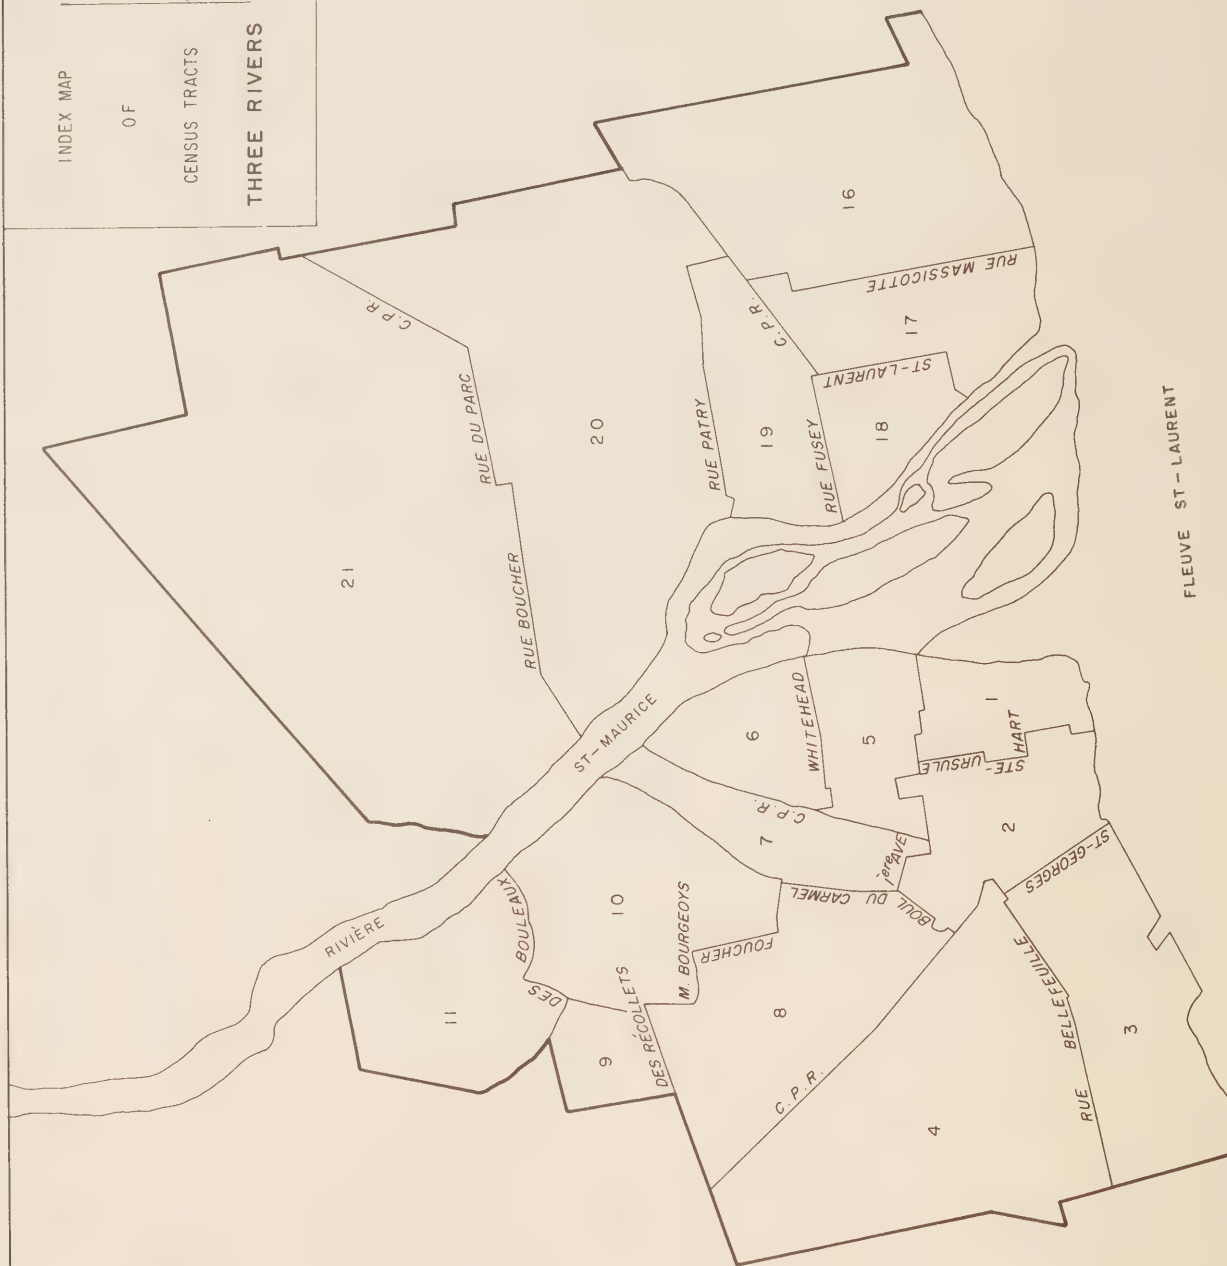 INDEX MAP
OF
CENSUS TRACTS
THREE RIVERS
C.P.R.
RUE DU PARC
RUE BOUCHER
21
20
RUE PATRY
19
C.P.R.
RUE FUSEY
18
ST-LAURENT
17
RUE MASSICOTTE
16
RIVIÈRE
ST-MAURICE
11
DES
BOULEAUX
10
9
DES RÉCOLLETS
M. BOURGEOYS
FOUCHER
8
C.P.R.
7
C.P.R.
6
WHITEHEAD
5
1ere AVE
BOUL DU CARMEL
STE-URSULE
HART
1
2
ST-GEORGES
4
RUE BELLEFEUILLE
3
FLEUVE ST-LAURENT